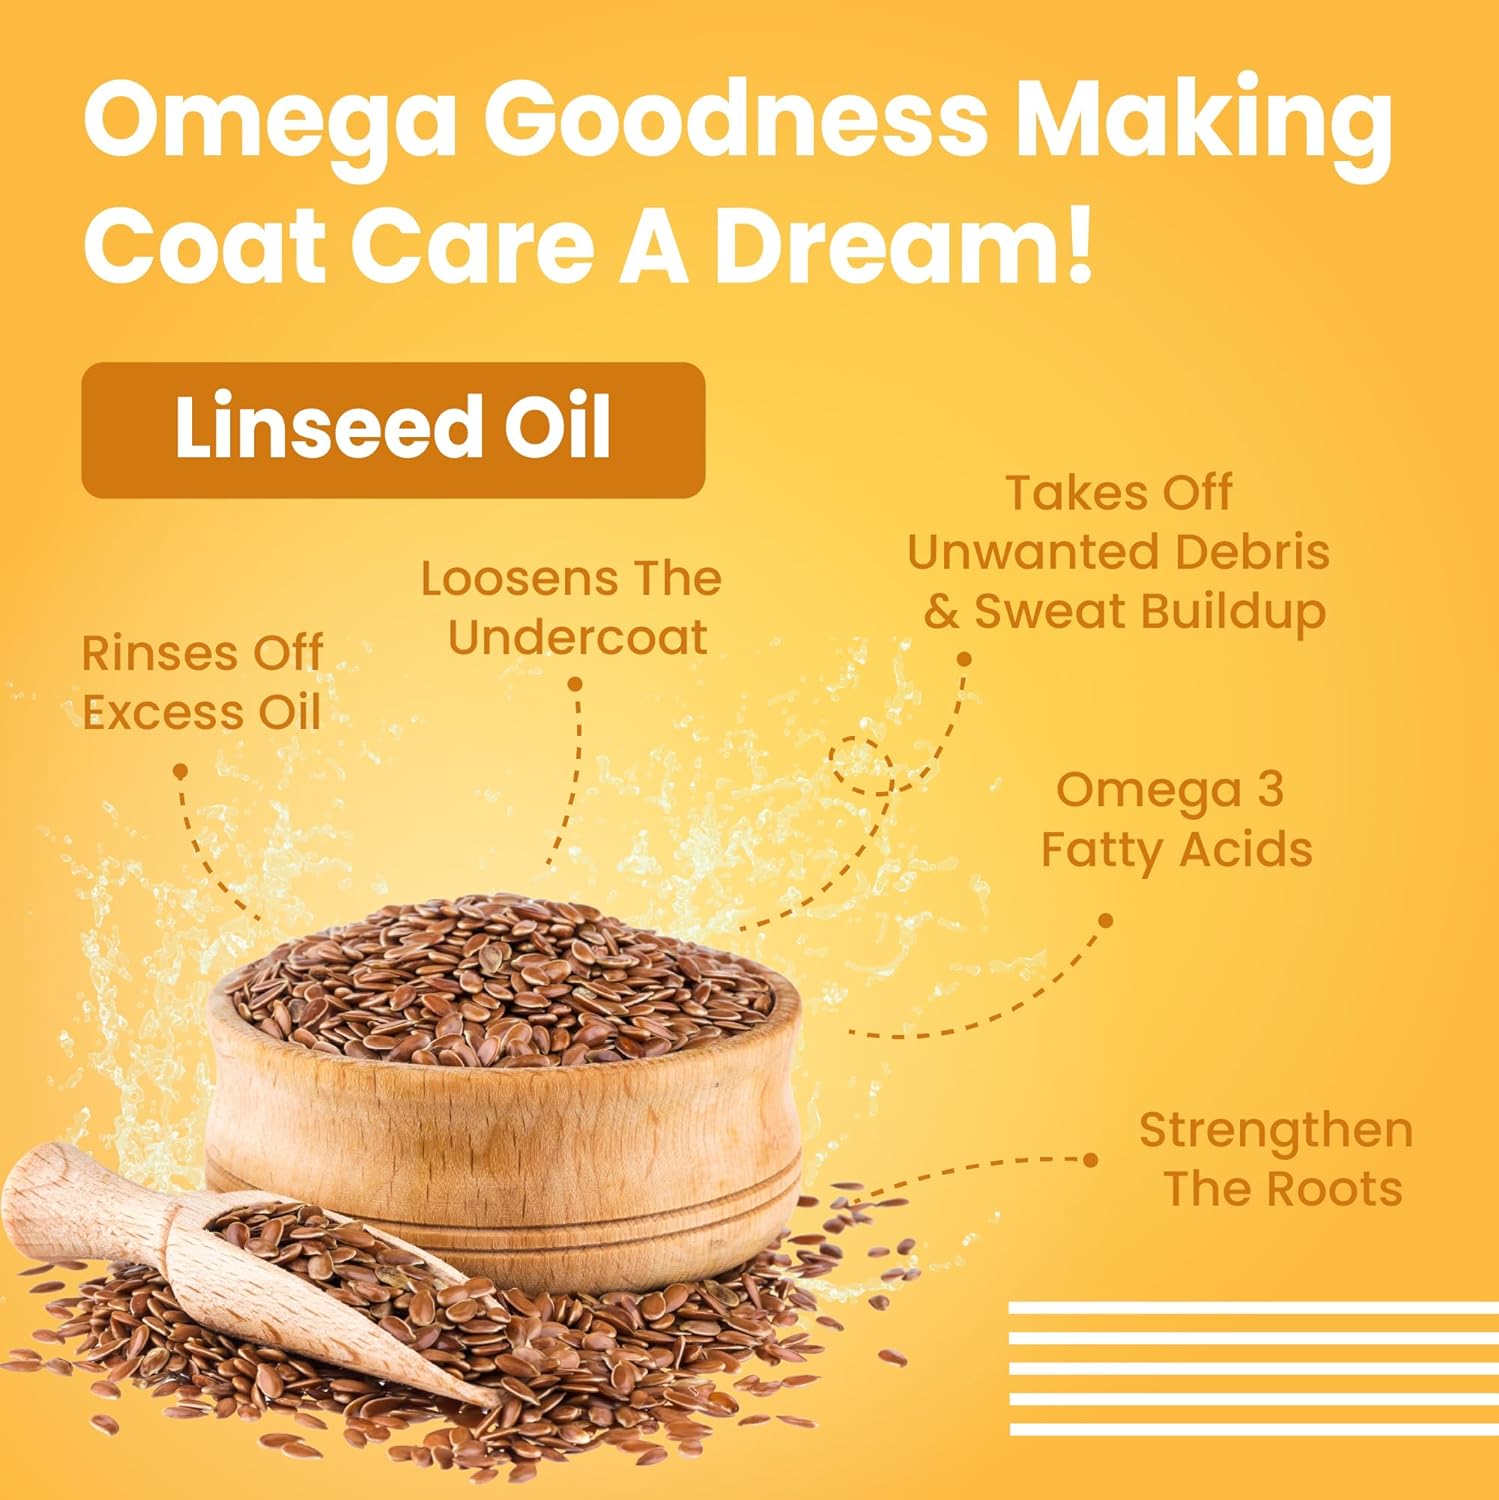 Omega Goodness Making
Coat Care A Dream!
Linseed Oil
Takes Off
Unwanted Debris
& Sweat Buildup
Loosens The
Undercoat
Rinses Off
Excess Oil
Omega 3
Fatty Acids
Strengthen
The Roots